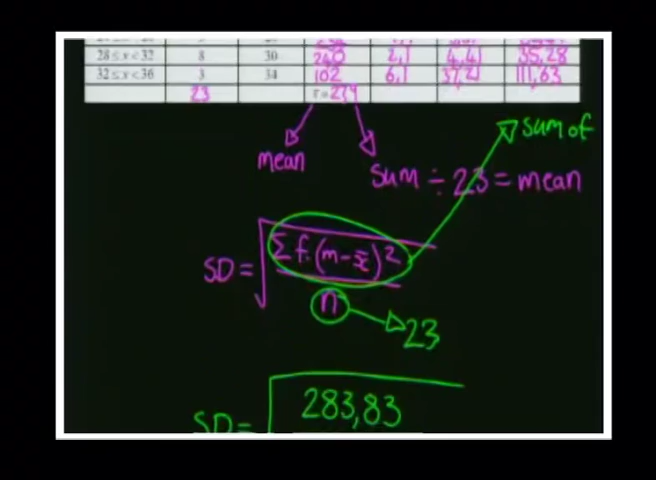 28 ≤ x < 32 8 30 240 2,1 4,41 35,28
32 ≤ x < 36 3 34 102 6,1 37,21 111,63
23 x̄ = 27,9
mean
sum ÷ 23 = mean
sum of
SD = √ Σ f.(m-x̄)²
n
23
SD = √ 283,83